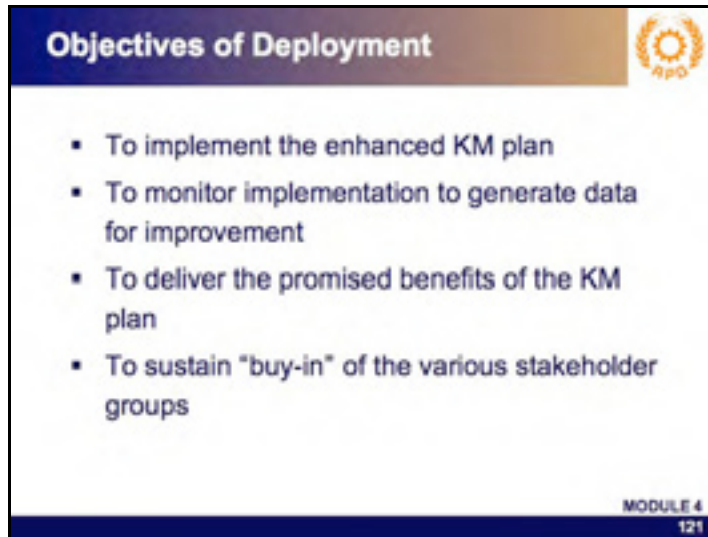 Objectives of Deployment
APO
▪ To implement the enhanced KM plan
▪ To monitor implementation to generate data
for improvement
▪ To deliver the promised benefits of the KM
plan
▪ To sustain "buy-in" of the various stakeholder
groups
MODULE 4
121